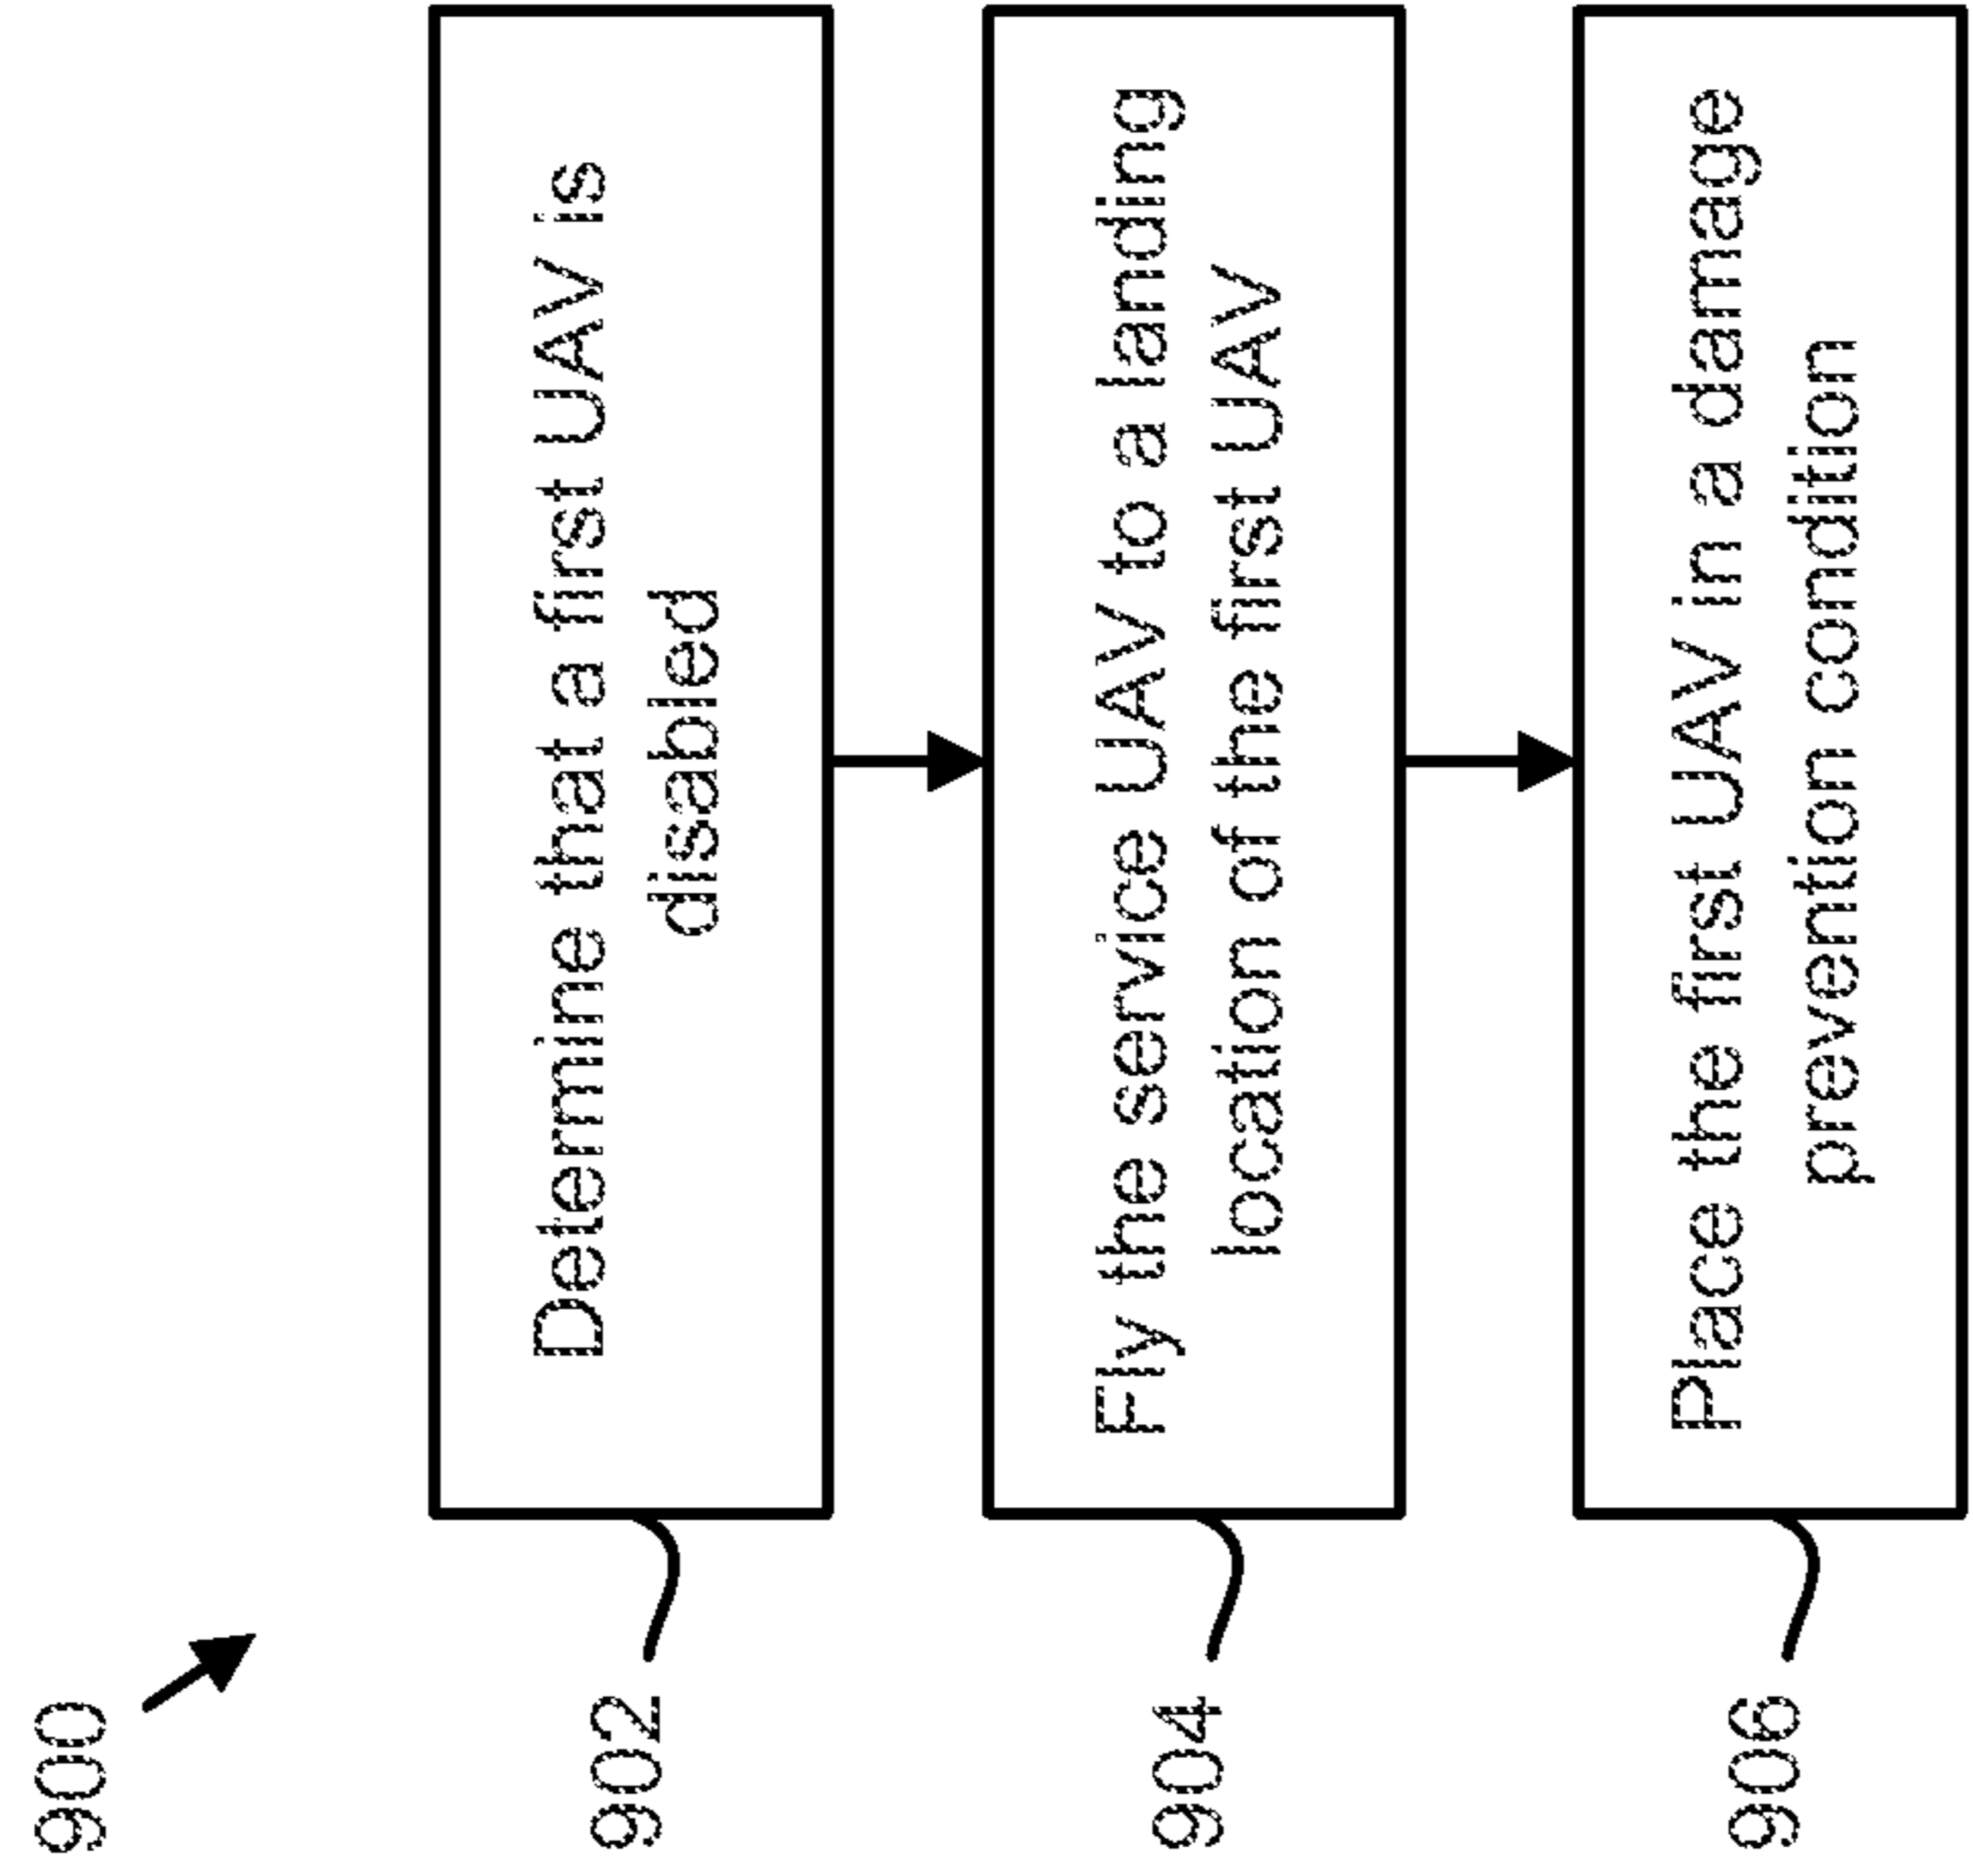 900
902
Determine that a first UAV is
disabled
904
Fly the service UAV to a landing
location of the first UAV
906
Place the first UAV in a damage
prevention condition